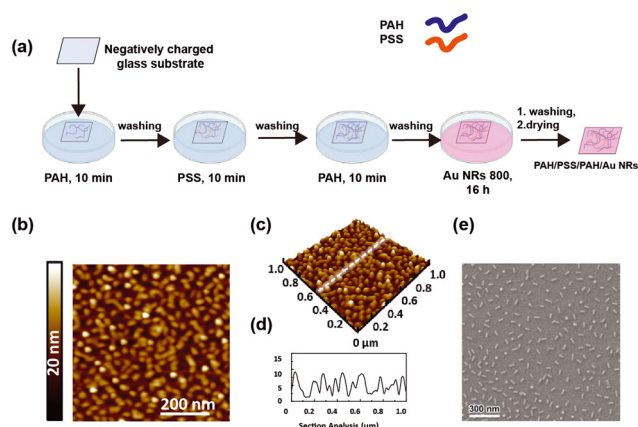 (a)
Negatively charged
glass substrate
PAH
PSS
washing
washing
washing
1. washing,
2.drying
PAH, 10 min
PSS, 10 min
PAH, 10 min
Au NRs 800,
16 h
PAH/PSS/PAH/Au NRs
(b)
20 nm
200 nm
(c)
1.0
0.8
0.6
0.4
0.2
1.0
0.8
0.6
0.4
0.2
0 µm
(d)
15
10
5
0
0
0.2
0.4
0.6
0.8
1.0
Section Analysis (µm)
(e)
300 nm